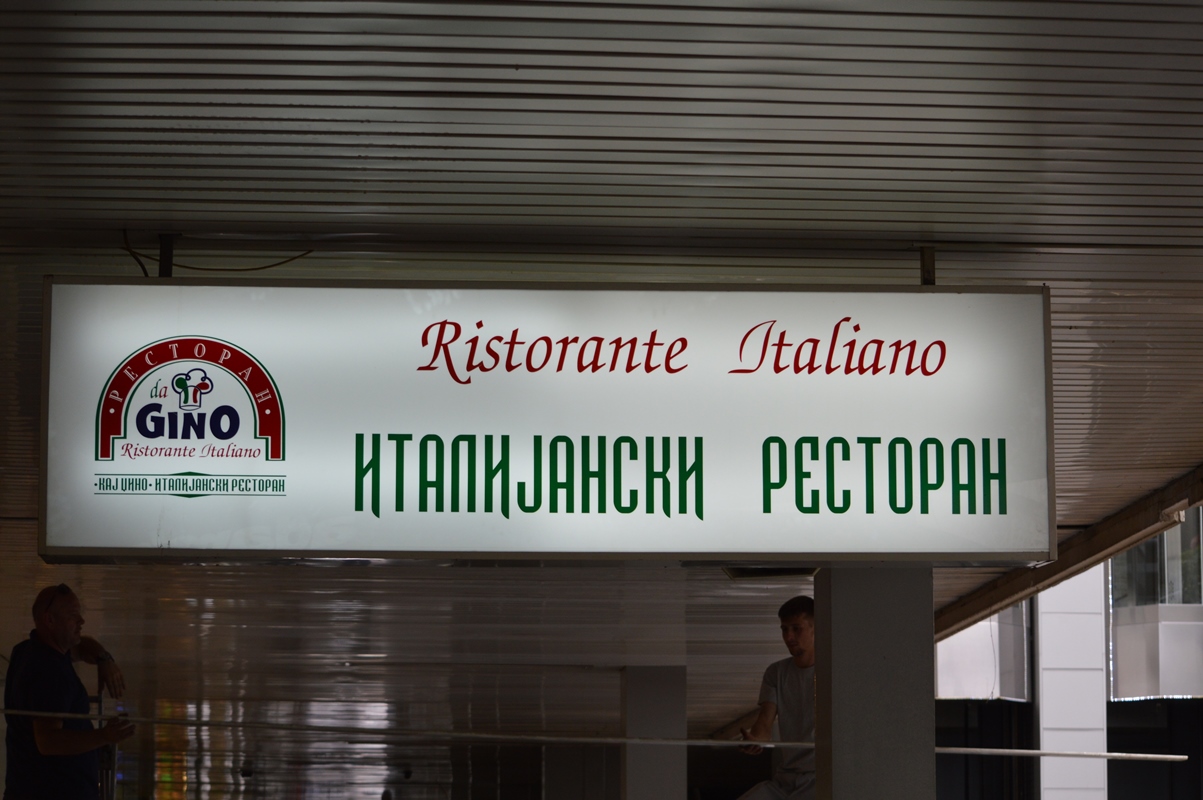 РЕСТОРАН
da
GINO
Ristorante Italiano
·КАЈ ЏИНО· ИТАЛИЈАНСКИ РЕСТОРАН
Ristorante Italiano
ИТАЛИЈАНСКИ РЕСТОРАН